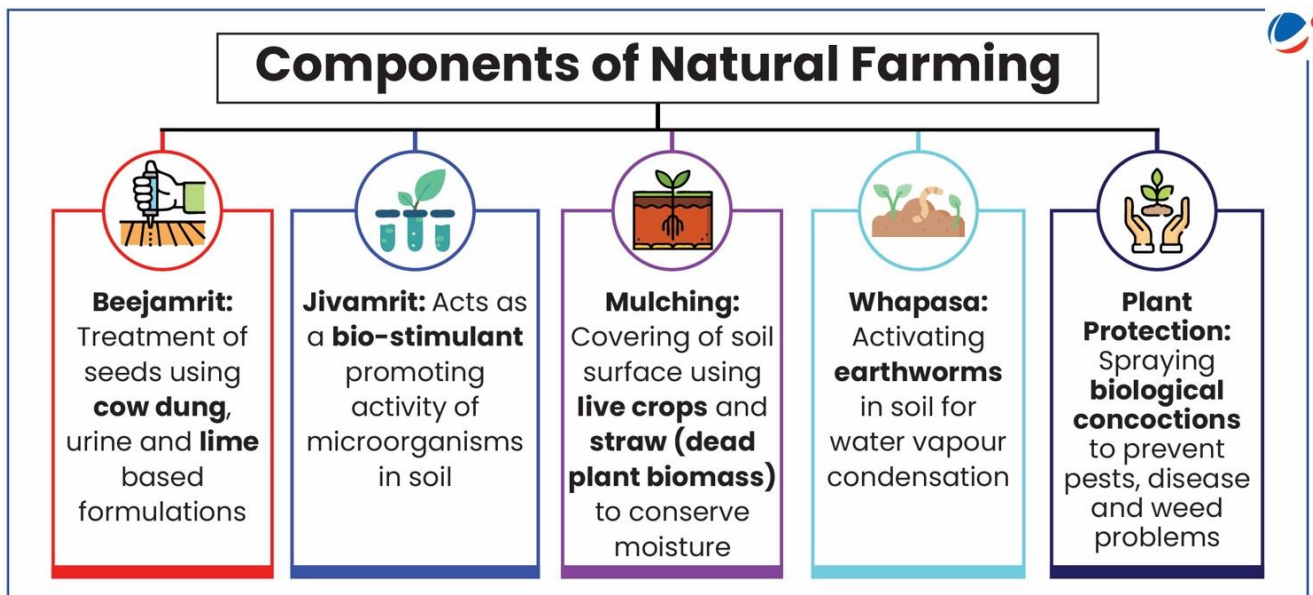 Components of Natural Farming
Beejamrit:
Treatment of
seeds using
cow dung,
urine and lime
based
formulations
Jivamrit: Acts as
a bio-stimulant
promoting
activity of
microorganisms
in soil
Mulching:
Covering of soil
surface using
live crops and
straw (dead
plant biomass)
to conserve
moisture
Whapasa:
Activating
earthworms
in soil for
water vapour
condensation
Plant
Protection:
Spraying
biological
concoctions
to prevent
pests, disease
and weed
problems